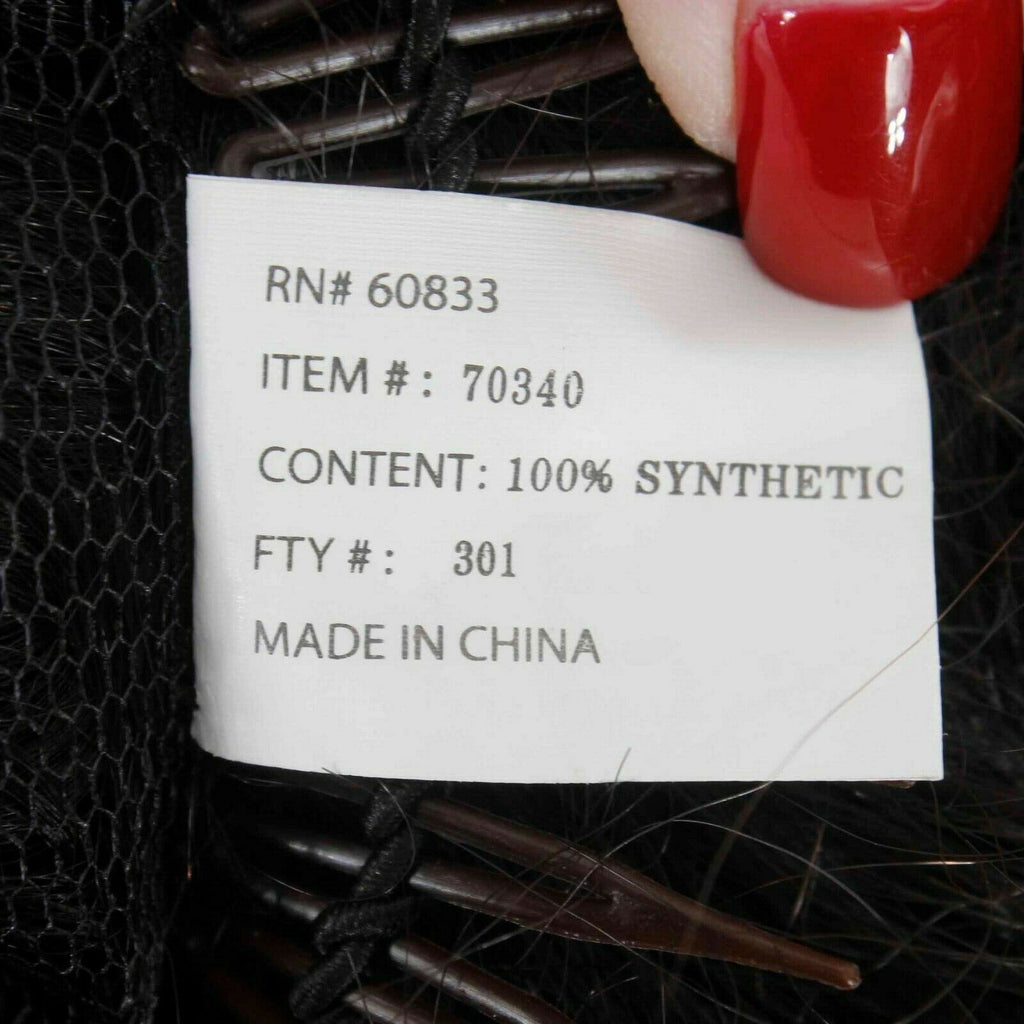 RN# 60833
ITEM #: 70340
CONTENT: 100% SYNTHETIC
FTY #: 301
MADE IN CHINA